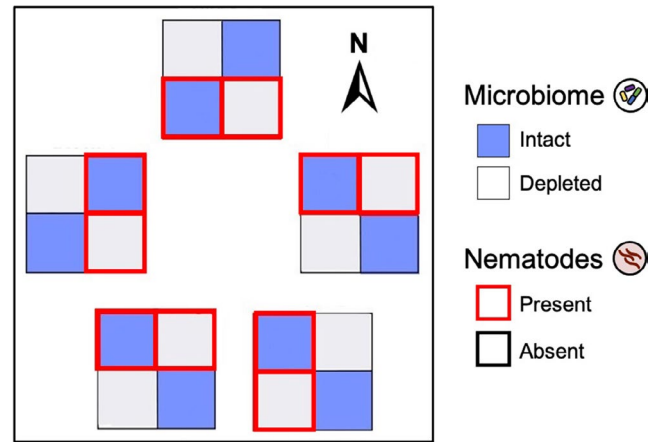 N
Microbiome
Intact
Depleted
Nematodes
Present
Absent